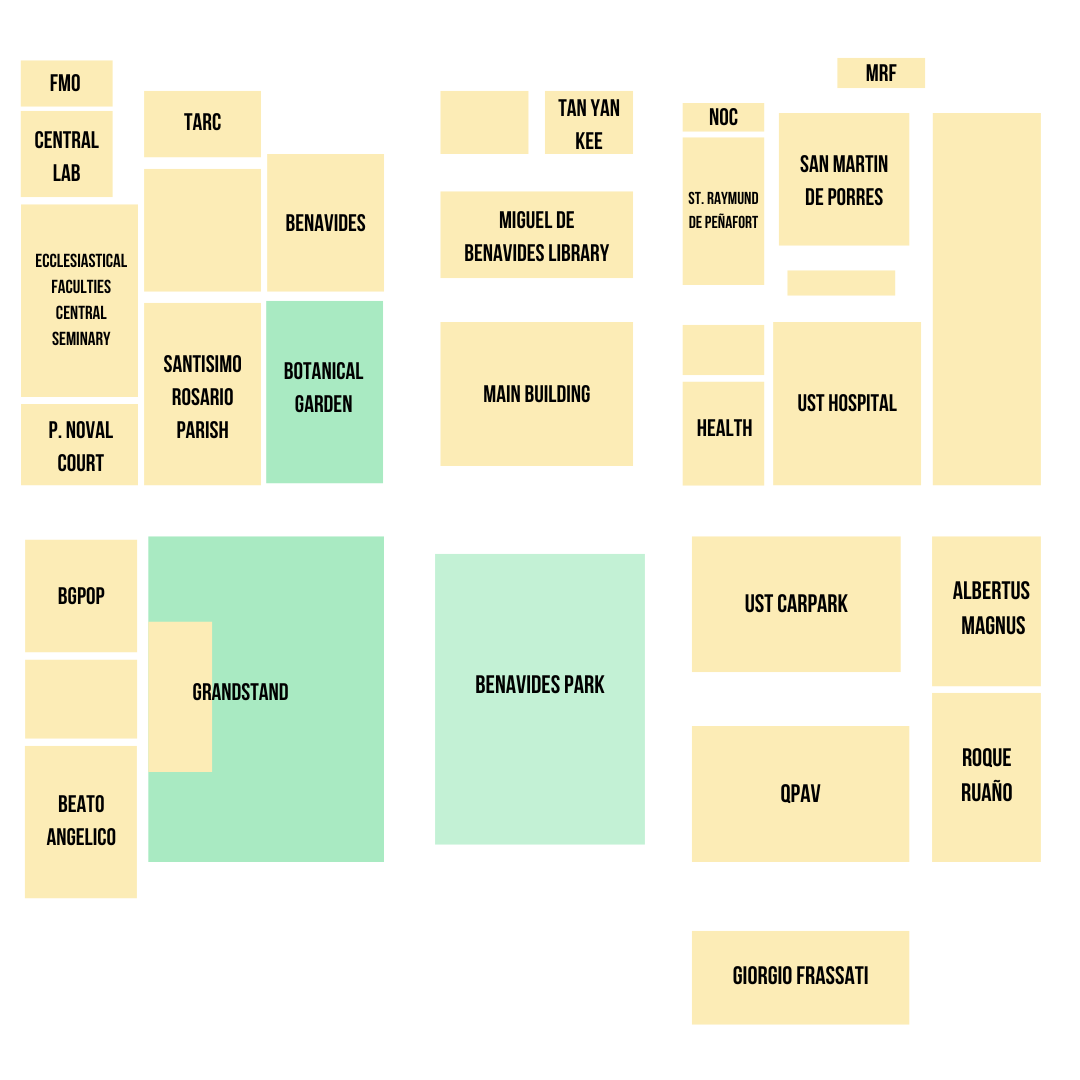 FMO
CENTRAL
LAB
TARC
BENAVIDES
ECCLESIASTICAL
FACULTIES
CENTRAL
SEMINARY
SANTISIMO
ROSARIO
PARISH
BOTANICAL
GARDEN
P. NOVAL
COURT
TAN YAN
KEE
MIGUEL DE
BENAVIDES LIBRARY
MAIN BUILDING
MRF
NOC
ST. RAYMUND
DE PEÑAFORT
SAN MARTIN
DE PORRES
HEALTH
UST HOSPITAL
BGPOP
GRANDSTAND
BEATO
ANGELICO
BENAVIDES PARK
UST CARPARK
ALBERTUS
MAGNUS
QPAV
ROQUE
RUAÑO
GIORGIO FRASSATI